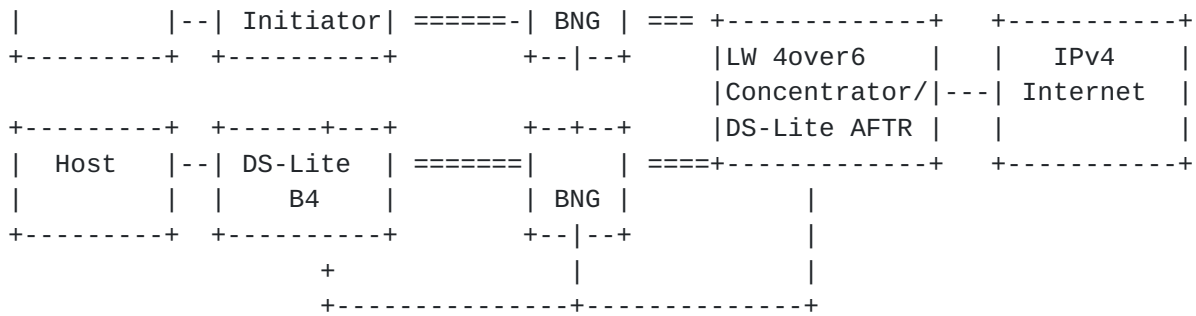 |         |--| Initiator| ======-| BNG | === +-------------+   +-----------+
+---------+  +----------+        +--|--+     |LW 4over6    |   |   IPv4    |
                                             |Concentrator/|---| Internet  |
+---------+  +------+---+        +--+--+     |DS-Lite AFTR |   |           |
|  Host   |--| DS-Lite  | =======|     | ====+-------------+   +-----------+
|         |  |    B4    |        | BNG |           |
+---------+  +----------+        +--|--+           |
                    +               |              |
                    +---------------+--------------+